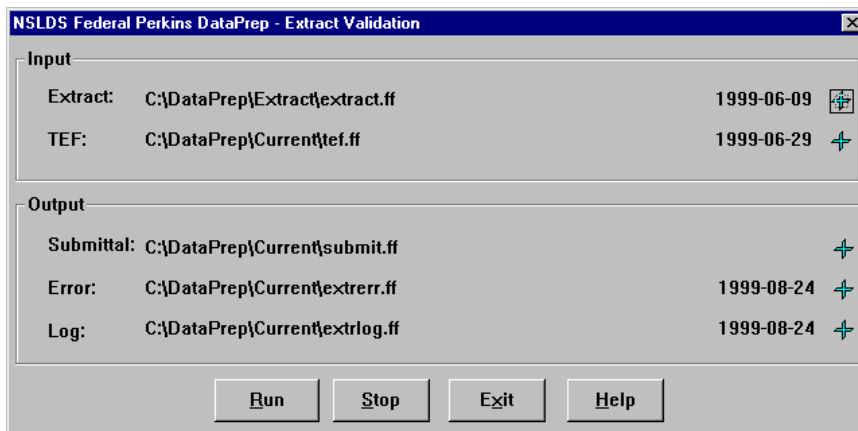 NSLDS Federal Perkins DataPrep - Extract Validation
Input
Extract: C:\DataPrep\Extract\extract.ff 1999-06-09
TEF: C:\DataPrep\Current\tef.ff 1999-06-29
Output
Submittal: C:\DataPrep\Current\submit.ff
Error: C:\DataPrep\Current\extrerr.ff 1999-08-24
Log: C:\DataPrep\Current\extrlog.ff 1999-08-24
Run Stop Exit Help